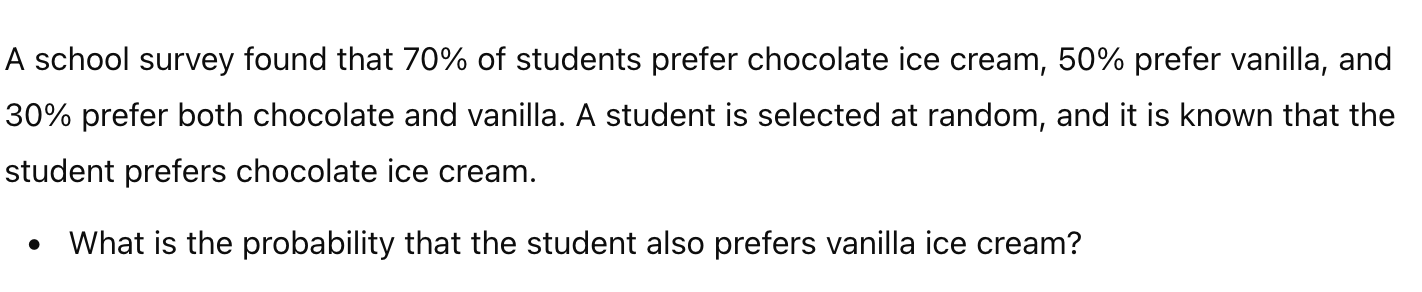 A school survey found that 70% of students prefer chocolate ice cream, 50% prefer vanilla, and
30% prefer both chocolate and vanilla. A student is selected at random, and it is known that the
student prefers chocolate ice cream.
• What is the probability that the student also prefers vanilla ice cream?